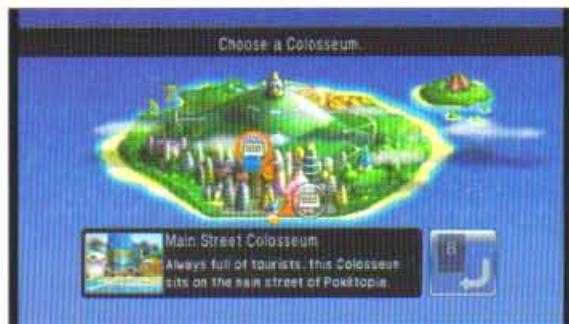 Choose a Colosseum.
Main Street Colosseum
Always full of tourists, this Colosseum
sits on the main street of Pokétopia.
B